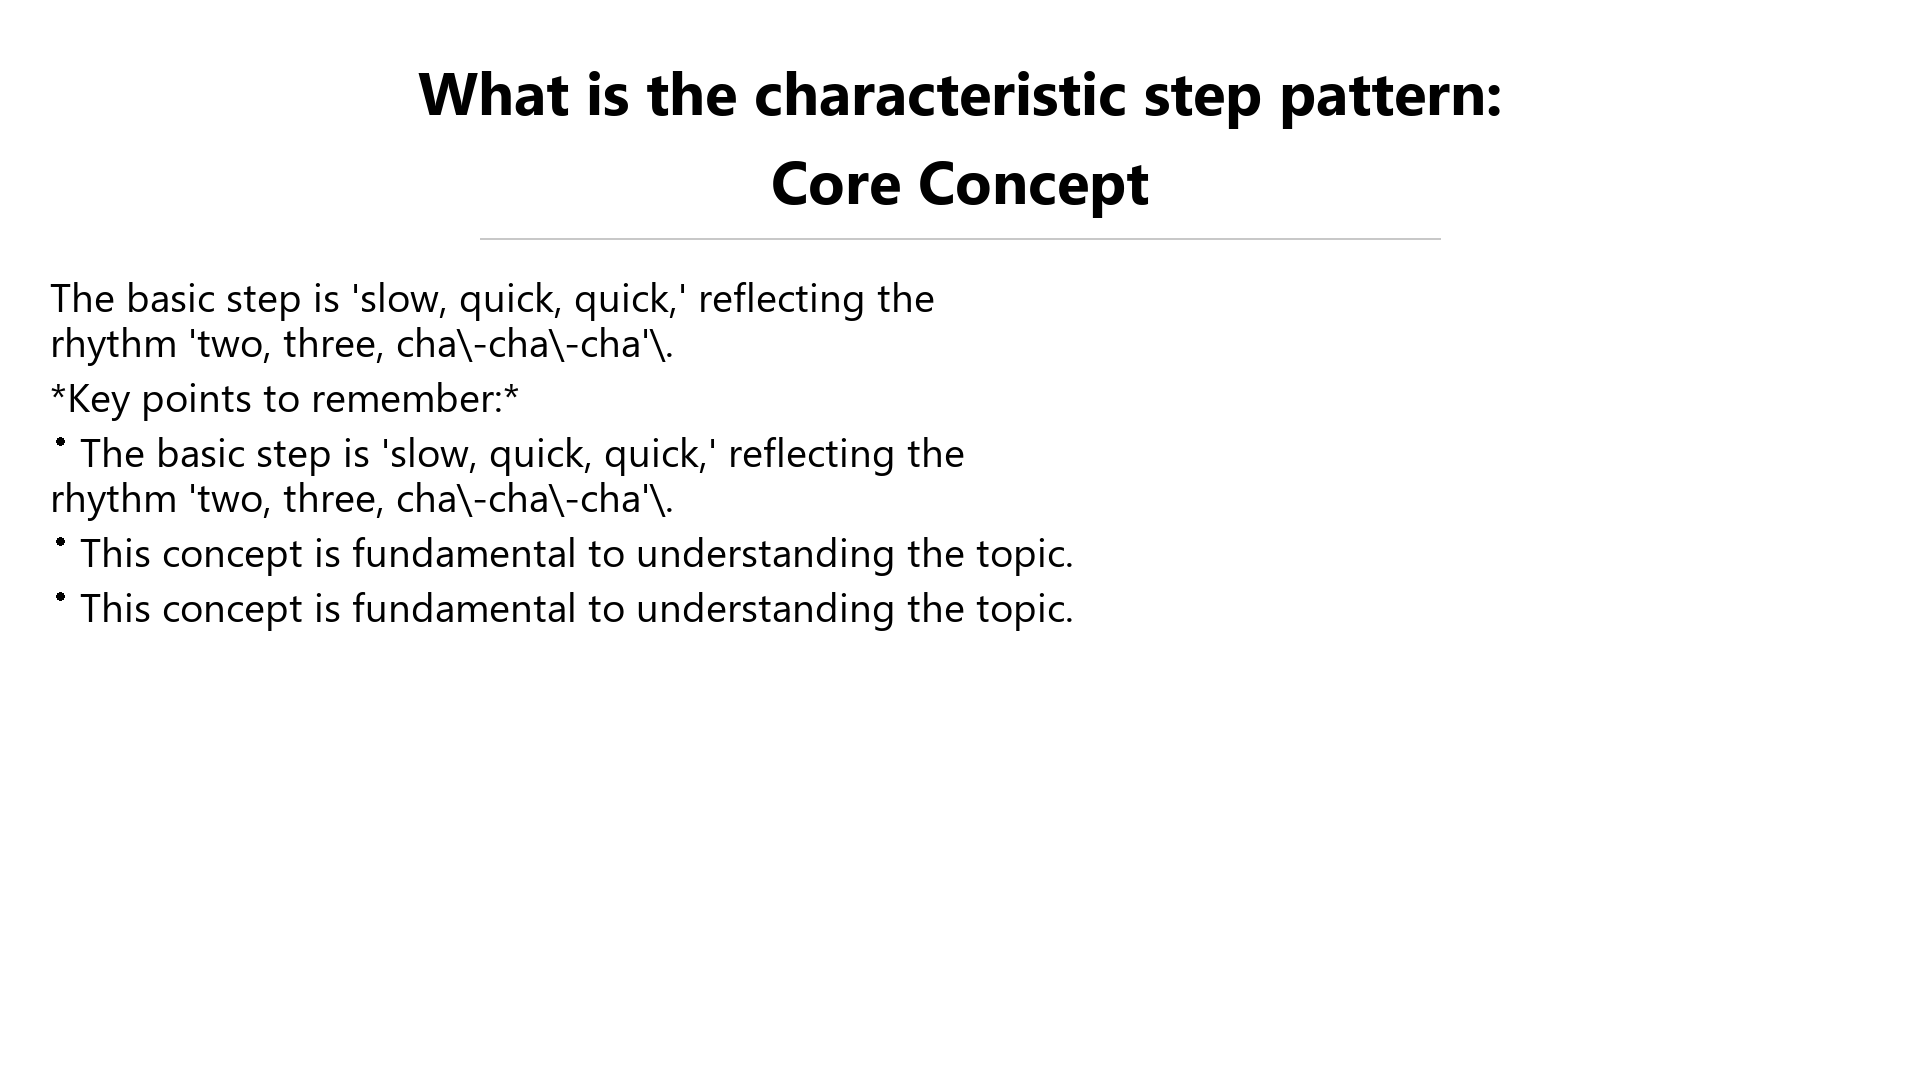 What is the characteristic step pattern:
Core Concept
The basic step is 'slow, quick, quick,' reflecting the
rhythm 'two, three, cha\-cha\-cha'\.
*Key points to remember:*
• The basic step is 'slow, quick, quick,' reflecting the
rhythm 'two, three, cha\-cha\-cha'\.
• This concept is fundamental to understanding the topic.
• This concept is fundamental to understanding the topic.